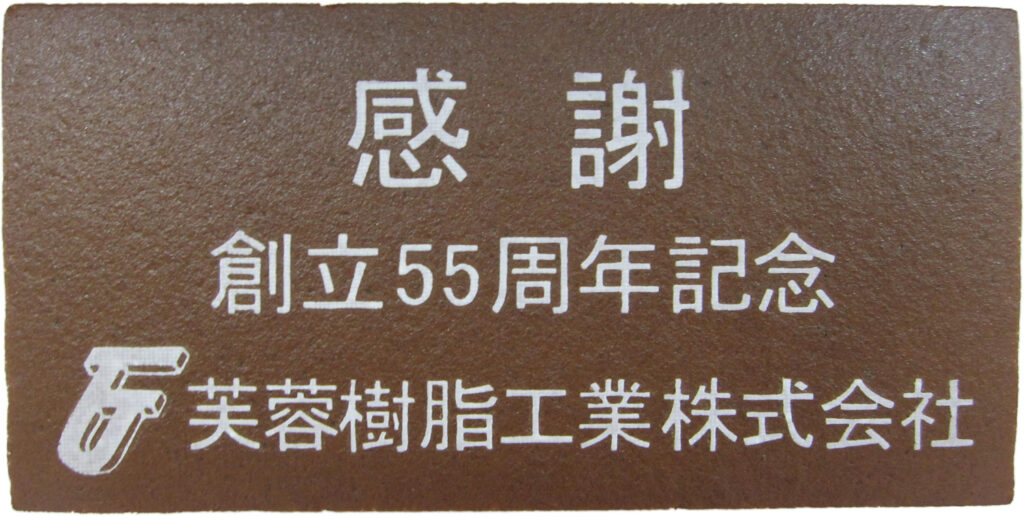 感謝
創立55周年記念
芙蓉樹脂工業株式会社